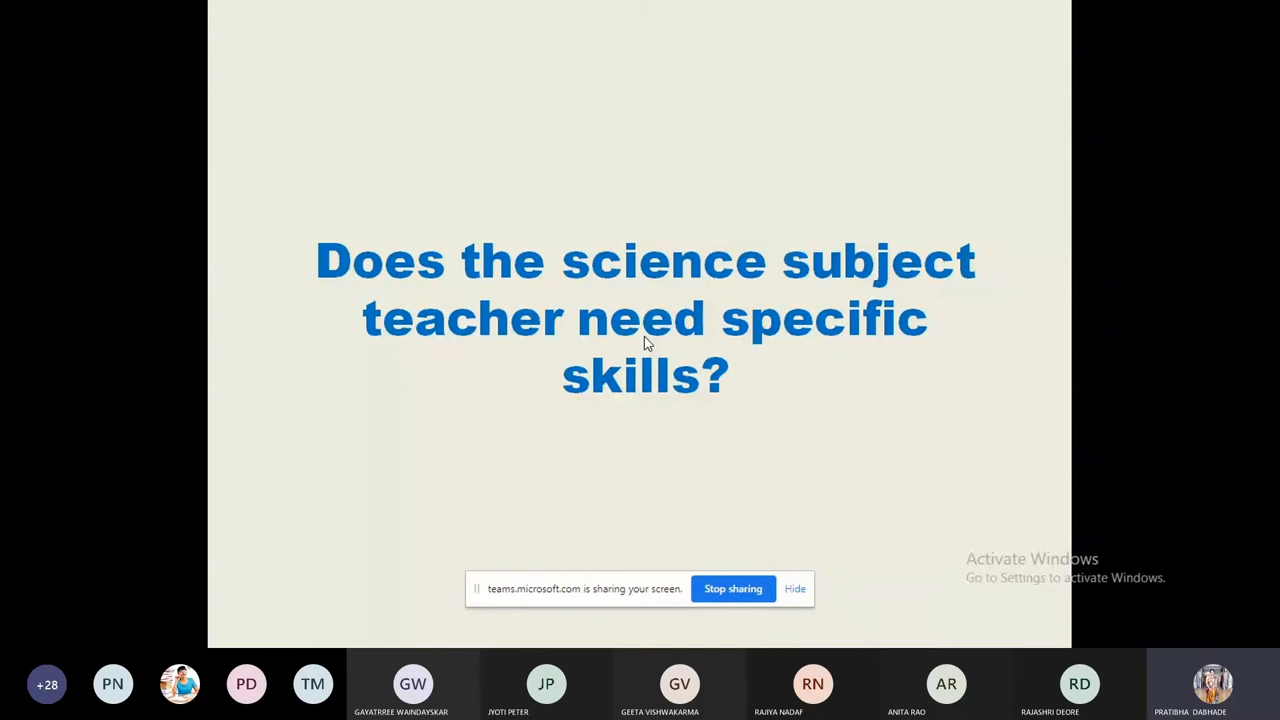 Does the science subject
teacher need specific
skills?
Activate Windows
Go to Settings to activate Windows.
teams.microsoft.com is sharing your screen.
Stop sharing
Hide
+28
PN
PD
TM
GW
JP
GV
RN
AR
RD
GAYATRREE WAINDAYSKAR
JYOTI PETER
GEETA VISHWAKARMA
RAJIYA NADAF
ANITA RAO
RAJASHRI DEORE
PRATIBHA DABHADE